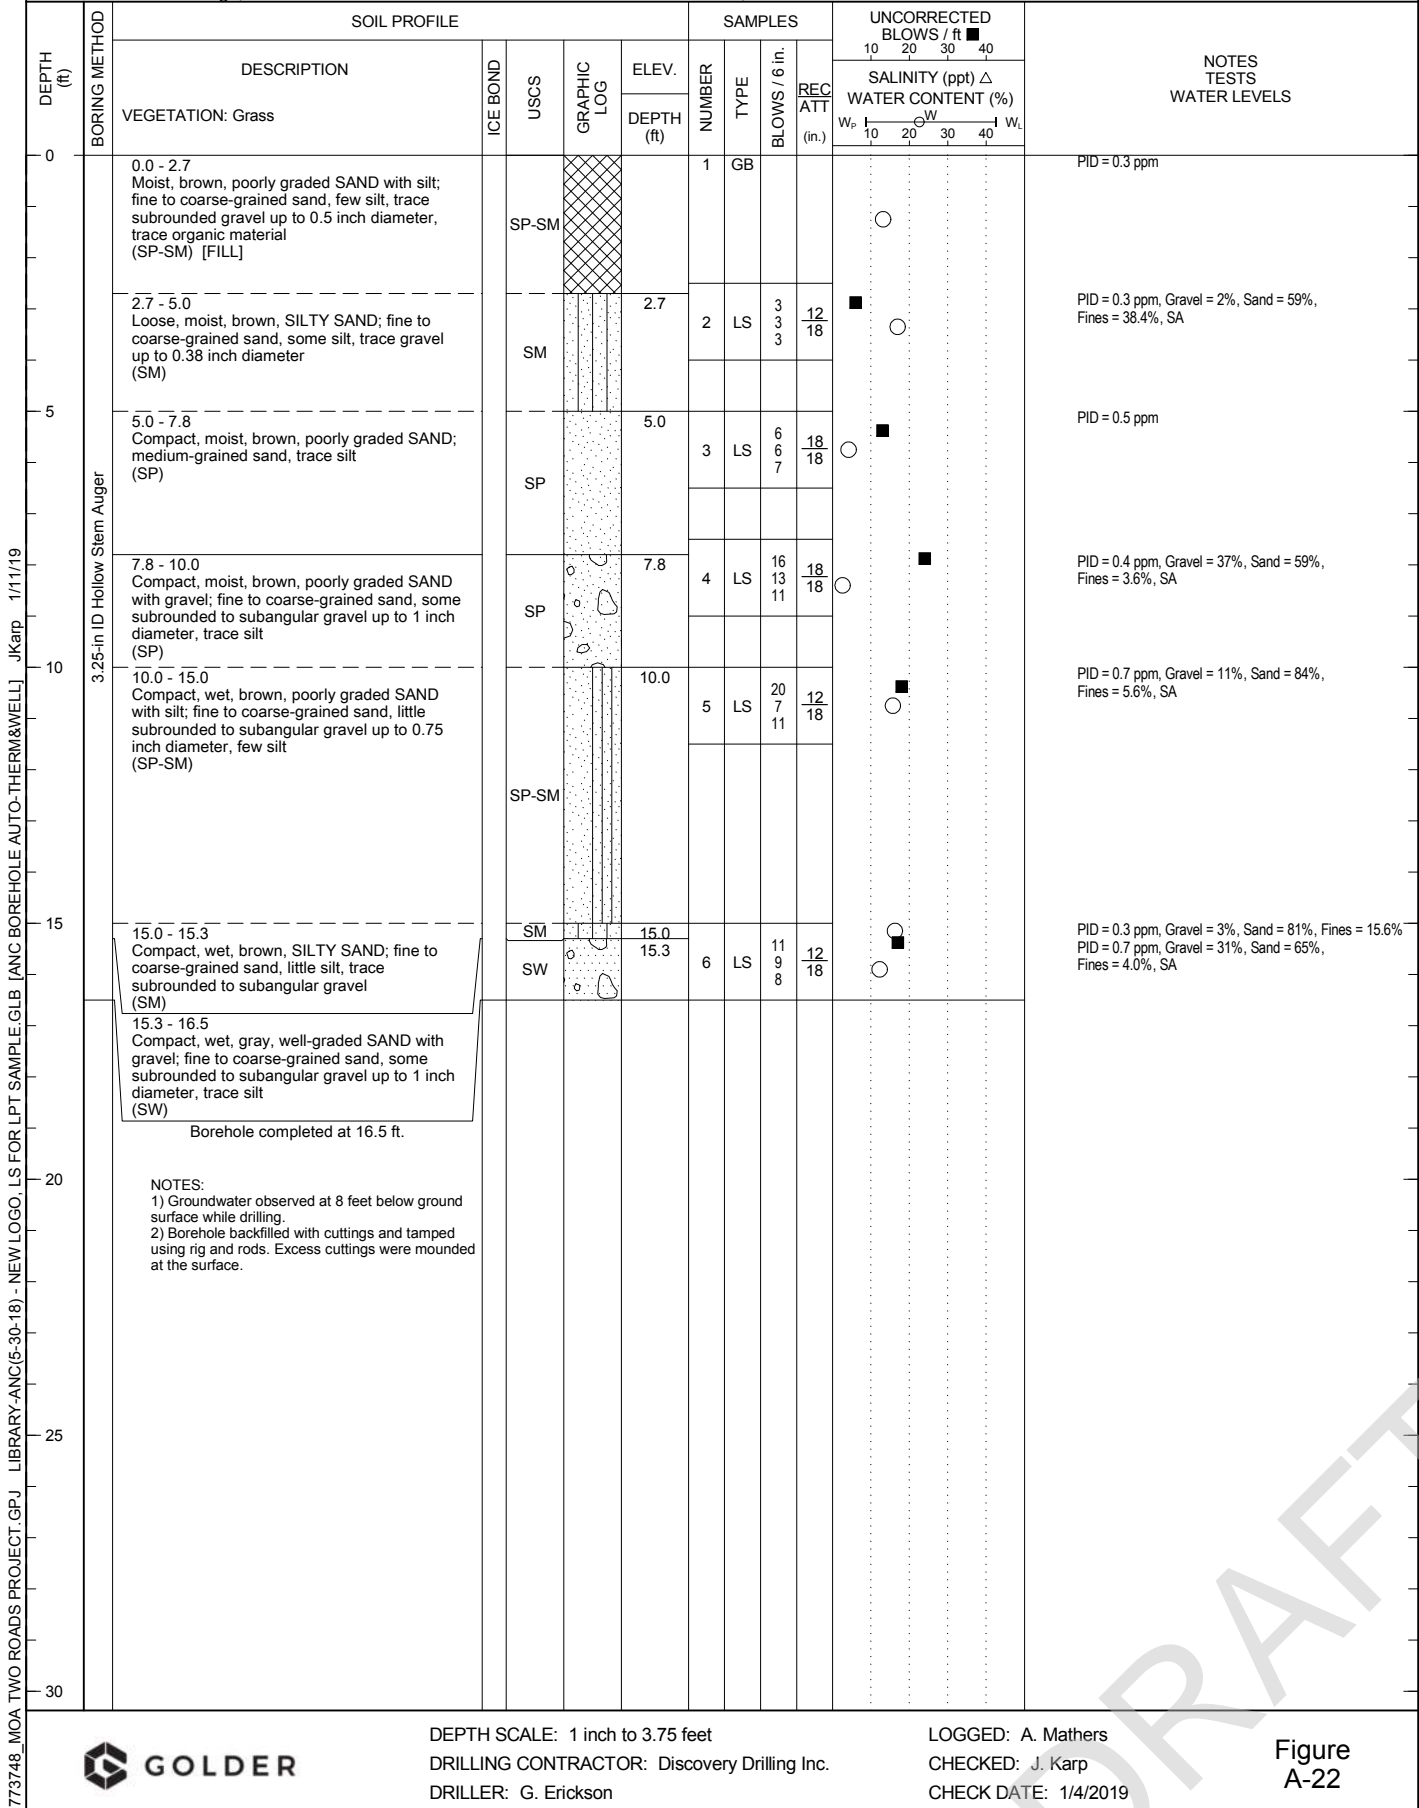 SOIL PROFILE
SAMPLES
UNCORRECTED
BLOWS / ft ■
10 20 30 40
DEPTH
(ft)
BORING METHOD
DESCRIPTION
VEGETATION: Grass
ICE BOND
USCS
GRAPHIC
LOG
ELEV.
DEPTH
(ft)
NUMBER
TYPE
BLOWS / 6 in.
REC
ATT
(in.)
SALINITY (ppt) △
WATER CONTENT (%)
Wp W WL
10 20 30 40
NOTES
TESTS
WATER LEVELS
0
3.25-in ID Hollow Stem Auger
0.0 - 2.7
Moist, brown, poorly graded SAND with silt;
fine to coarse-grained sand, few silt, trace
subrounded gravel up to 0.5 inch diameter,
trace organic material
(SP-SM) [FILL]
SP-SM
1 GB
PID = 0.3 ppm
2.7 - 5.0
Loose, moist, brown, SILTY SAND; fine to
coarse-grained sand, some silt, trace gravel
up to 0.38 inch diameter
(SM)
SM
2.7
2 LS
3
3
3
12
18
PID = 0.3 ppm, Gravel = 2%, Sand = 59%,
Fines = 38.4%, SA
5
5.0 - 7.8
Compact, moist, brown, poorly graded SAND;
medium-grained sand, trace silt
(SP)
SP
5.0
3 LS
6
6
7
18
18
PID = 0.5 ppm
7.8 - 10.0
Compact, moist, brown, poorly graded SAND
with gravel; fine to coarse-grained sand, some
subrounded to subangular gravel up to 1 inch
diameter, trace silt
(SP)
SP
7.8
4 LS
16
13
11
18
18
PID = 0.4 ppm, Gravel = 37%, Sand = 59%,
Fines = 3.6%, SA
10
10.0 - 15.0
Compact, wet, brown, poorly graded SAND
with silt; fine to coarse-grained sand, little
subrounded to subangular gravel up to 0.75
inch diameter, few silt
(SP-SM)
SP-SM
10.0
5 LS
20
7
11
12
18
PID = 0.7 ppm, Gravel = 11%, Sand = 84%,
Fines = 5.6%, SA
15
15.0 - 15.3
Compact, wet, brown, SILTY SAND; fine to
coarse-grained sand, little silt, trace
subrounded to subangular gravel
(SM)
SM
15.0
15.3
SW
6 LS
11
9
8
12
18
PID = 0.3 ppm, Gravel = 3%, Sand = 81%, Fines = 15.6%
PID = 0.7 ppm, Gravel = 31%, Sand = 65%,
Fines = 4.0%, SA
15.3 - 16.5
Compact, wet, gray, well-graded SAND with
gravel; fine to coarse-grained sand, some
subrounded to subangular gravel up to 1 inch
diameter, trace silt
(SW)
Borehole completed at 16.5 ft.
20
NOTES:
1) Groundwater observed at 8 feet below ground
surface while drilling.
2) Borehole backfilled with cuttings and tamped
using rig and rods. Excess cuttings were mounded
at the surface.
25
30
773748_MOA TWO ROADS PROJECT.GPJ LIBRARY-ANC(5-30-18) - NEW LOGO, LS FOR LPT SAMPLE.GLB [ANC BOREHOLE AUTO-THERM&WELL] JKarp 1/11/19
DRAFT
GOLDER
DEPTH SCALE: 1 inch to 3.75 feet
DRILLING CONTRACTOR: Discovery Drilling Inc.
DRILLER: G. Erickson
LOGGED: A. Mathers
CHECKED: J. Karp
CHECK DATE: 1/4/2019
Figure
A-22